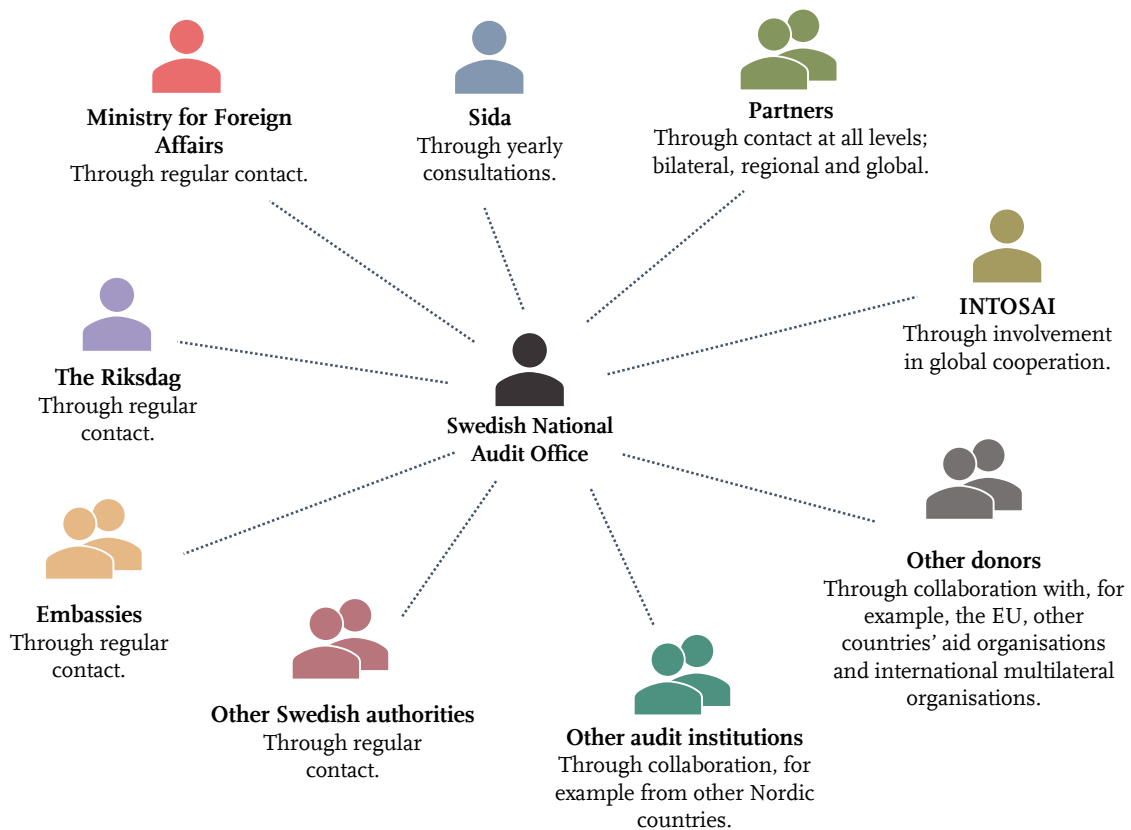 Ministry for Foreign
Affairs
Through regular contact.
Sida
Through yearly
consultations.
Partners
Through contact at all levels;
bilateral, regional and global.
INTOSAI
Through involvement
in global cooperation.
The Riksdag
Through regular
contact.
Swedish National
Audit Office
Embassies
Through regular
contact.
Other donors
Through collaboration with, for
example, the EU, other
countries’ aid organisations
and international multilateral
organisations.
Other Swedish authorities
Through regular
contact.
Other audit institutions
Through collaboration, for
example from other Nordic
countries.